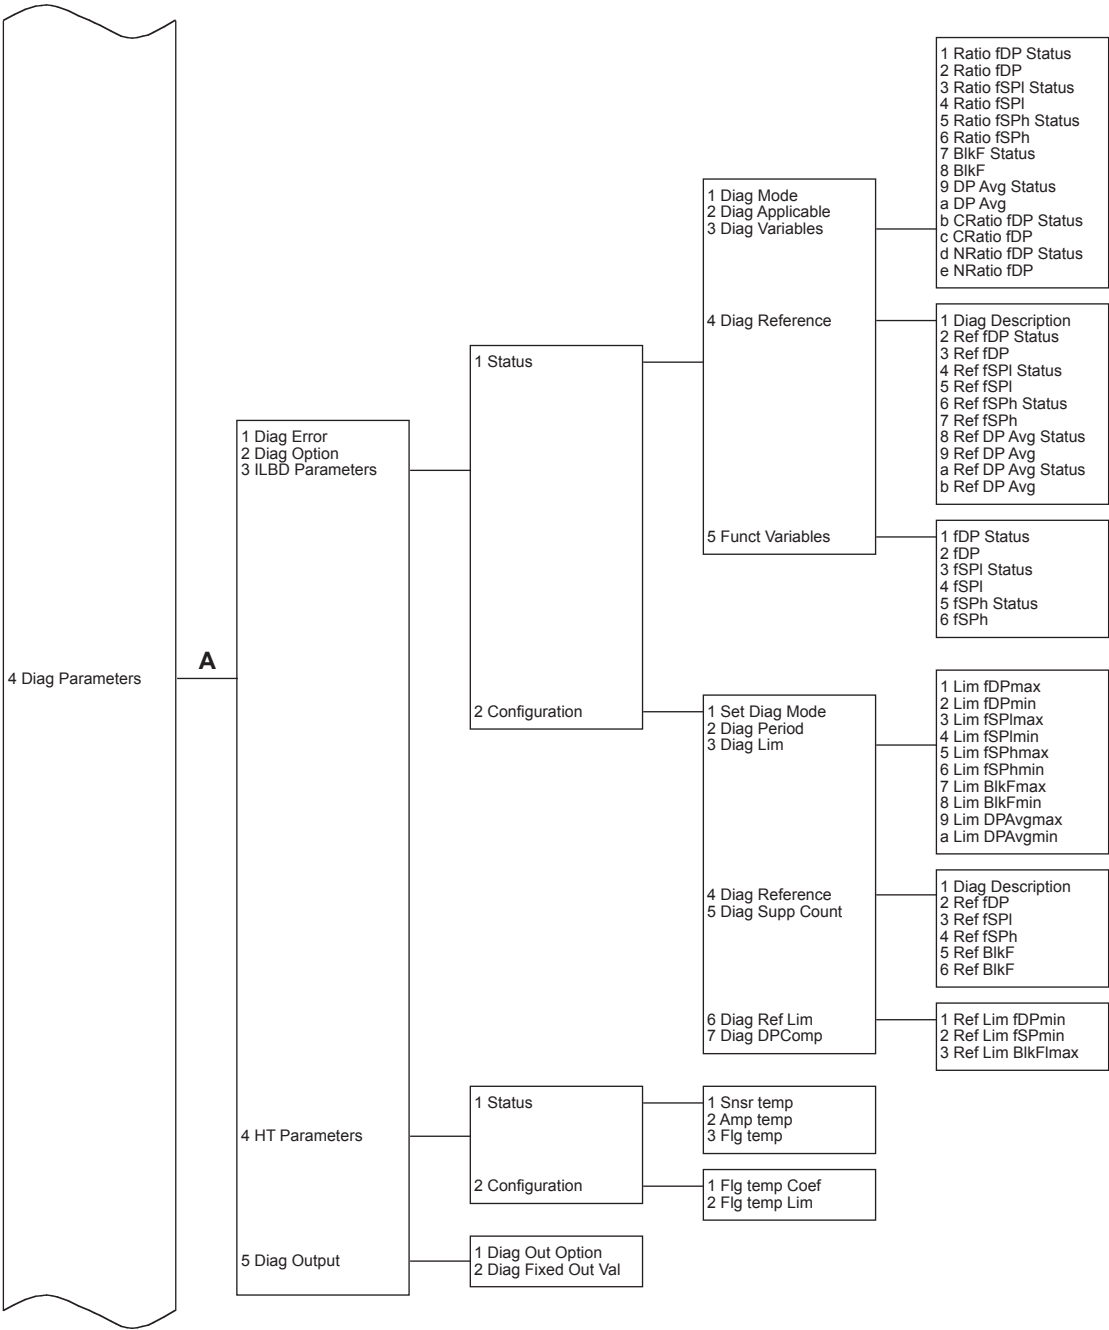 4 Diag Parameters
A
1 Diag Error
2 Diag Option
3 ILBD Parameters
4 HT Parameters
5 Diag Output
1 Status
2 Configuration
1 Diag Mode
2 Diag Applicable
3 Diag Variables
4 Diag Reference
5 Funct Variables
1 Ratio fDP Status
2 Ratio fDP
3 Ratio fSPl Status
4 Ratio fSPl
5 Ratio fSPh Status
6 Ratio fSPh
7 BlkF Status
8 BlkF
9 DP Avg Status
a DP Avg
b CRatio fDP Status
c CRatio fDP
d NRatio fDP Status
e NRatio fDP
1 Diag Description
2 Ref fDP Status
3 Ref fDP
4 Ref fSPl Status
5 Ref fSPl
6 Ref fSPh Status
7 Ref fSPh
8 Ref DP Avg Status
9 Ref DP Avg
a Ref DP Avg Status
b Ref DP Avg
1 fDP Status
2 fDP
3 fSPl Status
4 fSPl
5 fSPh Status
6 fSPh
1 Set Diag Mode
2 Diag Period
3 Diag Lim
4 Diag Reference
5 Diag Supp Count
6 Diag Ref Lim
7 Diag DPComp
1 Lim fDPmax
2 Lim fDPmin
3 Lim fSPlmax
4 Lim fSPlmin
5 Lim fSPhmax
6 Lim fSPhmin
7 Lim BlkFmax
8 Lim BlkFmin
9 Lim DPAvgmax
a Lim DPAvgmin
1 Diag Description
2 Ref fDP
3 Ref fSPl
4 Ref fSPh
5 Ref BlkF
6 Ref BlkF
1 Ref Lim fDPmin
2 Ref Lim fSPmin
3 Ref Lim BlkFlmax
1 Status
2 Configuration
1 Snsr temp
2 Amp temp
3 Flg temp
1 Flg temp Coef
2 Flg temp Lim
1 Diag Out Option
2 Diag Fixed Out Val